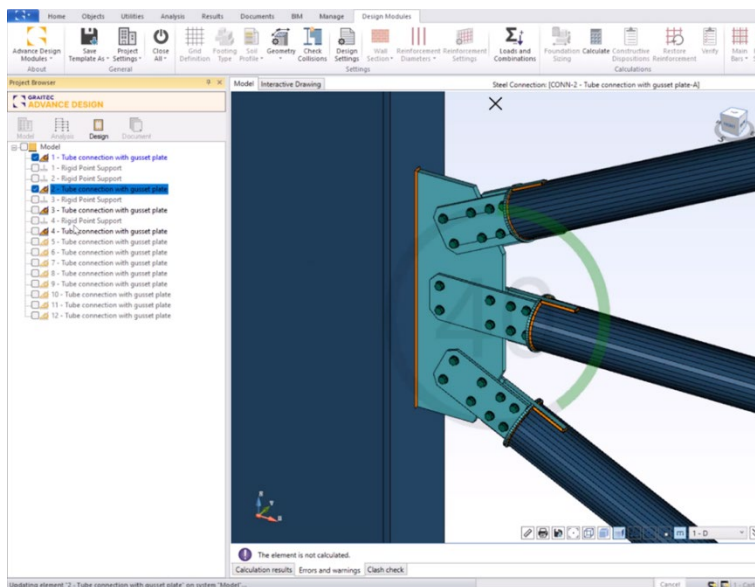 Home Objects Utilities Analysis Results Documents BIM Manage Design Modules
Advance Design Modules
Save Template As
Project Settings
Close All
Grid Definition
Footing Type
Soil Profile
Geometry
Check Collisions
Design Settings
Wall Section
Reinforcement Diameters
Reinforcement Settings
Loads and Combinations
Foundation Sizing
Calculate
Constructive Dispositions
Restore Reinforcement
Verify
Main Bars
About General Settings Calculations
Project Browser
Model Interactive Drawing
Steel Connection: [CONN-2 - Tube connection with gusset plate-A]
GRAITEC
ADVANCE DESIGN
Model Analysis Design Document
Model
1 - Tube connection with gusset plate
1 - Rigid Point Support
2 - Rigid Point Support
2 - Tube connection with gusset plate
3 - Rigid Point Support
3 - Tube connection with gusset plate
4 - Rigid Point Support
4 - Tube connection with gusset plate
5 - Tube connection with gusset plate
6 - Tube connection with gusset plate
7 - Tube connection with gusset plate
8 - Tube connection with gusset plate
9 - Tube connection with gusset plate
10 - Tube connection with gusset plate
11 - Tube connection with gusset plate
12 - Tube connection with gusset plate
1 - D
The element is not calculated.
Calculation results Errors and warnings Clash check
Updating element "2 - Tube connection with gusset plate" on system "Model"...
Cancel